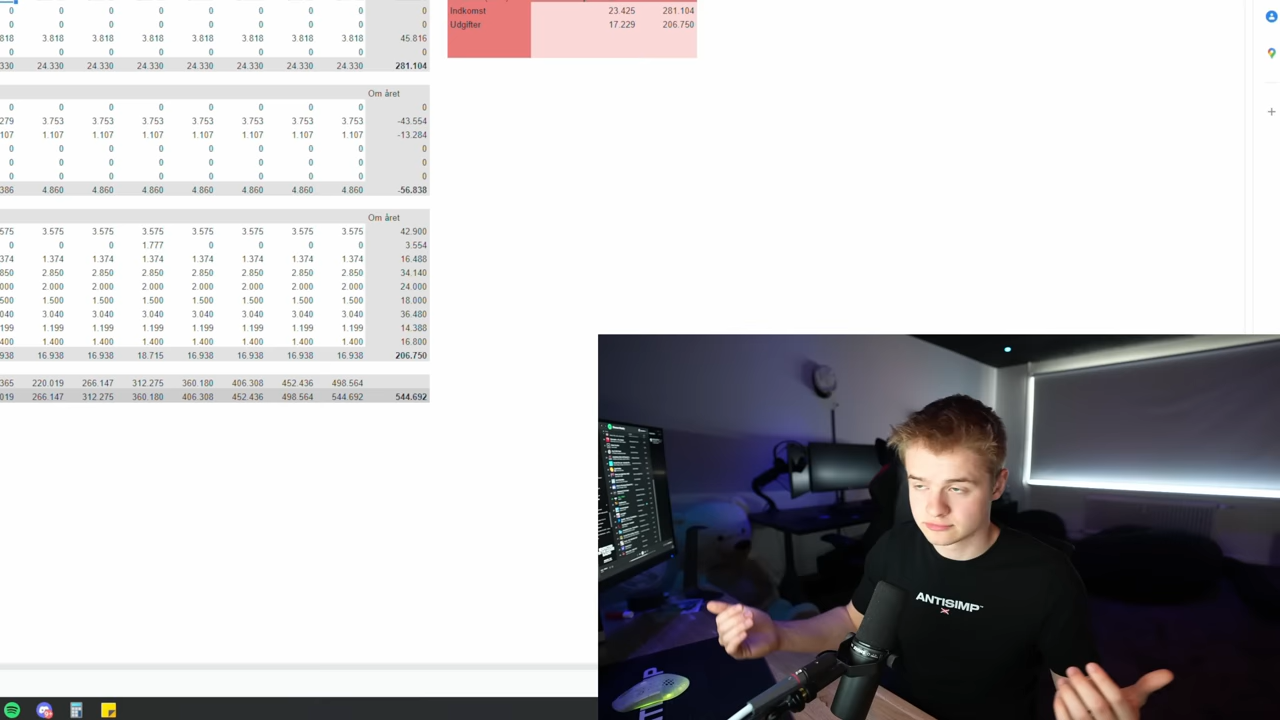 0 0 0 0 0 0 0 0
0 0 0 0 0 0 0 0
818 3.818 3.818 3.818 3.818 3.818 3.818 3.818 45.816
0 0 0 0 0 0 0 0
330 24.330 24.330 24.330 24.330 24.330 24.330 24.330 281.104
Indkomst 23.425 281.104
Udgifter 17.229 206.750
Om året
0 0 0 0 0 0 0 0
279 3.753 3.753 3.753 3.753 3.753 3.753 3.753 -43.554
107 1.107 1.107 1.107 1.107 1.107 1.107 1.107 -13.284
0 0 0 0 0 0 0 0
0 0 0 0 0 0 0 0
0 0 0 0 0 0 0 0
386 4.860 4.860 4.860 4.860 4.860 4.860 4.860 -56.838
Om året
575 3.575 3.575 3.575 3.575 3.575 3.575 3.575 42.900
0 0 0 1.777 0 0 0 0 3.554
374 1.374 1.374 1.374 1.374 1.374 1.374 1.374 16.488
850 2.850 2.850 2.850 2.850 2.850 2.850 2.850 34.140
000 2.000 2.000 2.000 2.000 2.000 2.000 2.000 24.000
500 1.500 1.500 1.500 1.500 1.500 1.500 1.500 18.000
040 3.040 3.040 3.040 3.040 3.040 3.040 3.040 36.480
199 1.199 1.199 1.199 1.199 1.199 1.199 1.199 14.388
400 1.400 1.400 1.400 1.400 1.400 1.400 1.400 16.800
938 16.938 16.938 18.715 16.938 16.938 16.938 16.938 206.750
365 220.019 266.147 312.275 360.180 406.308 452.436 498.564
019 266.147 312.275 360.180 406.308 452.436 498.564 544.692 544.692
ANTISIMP